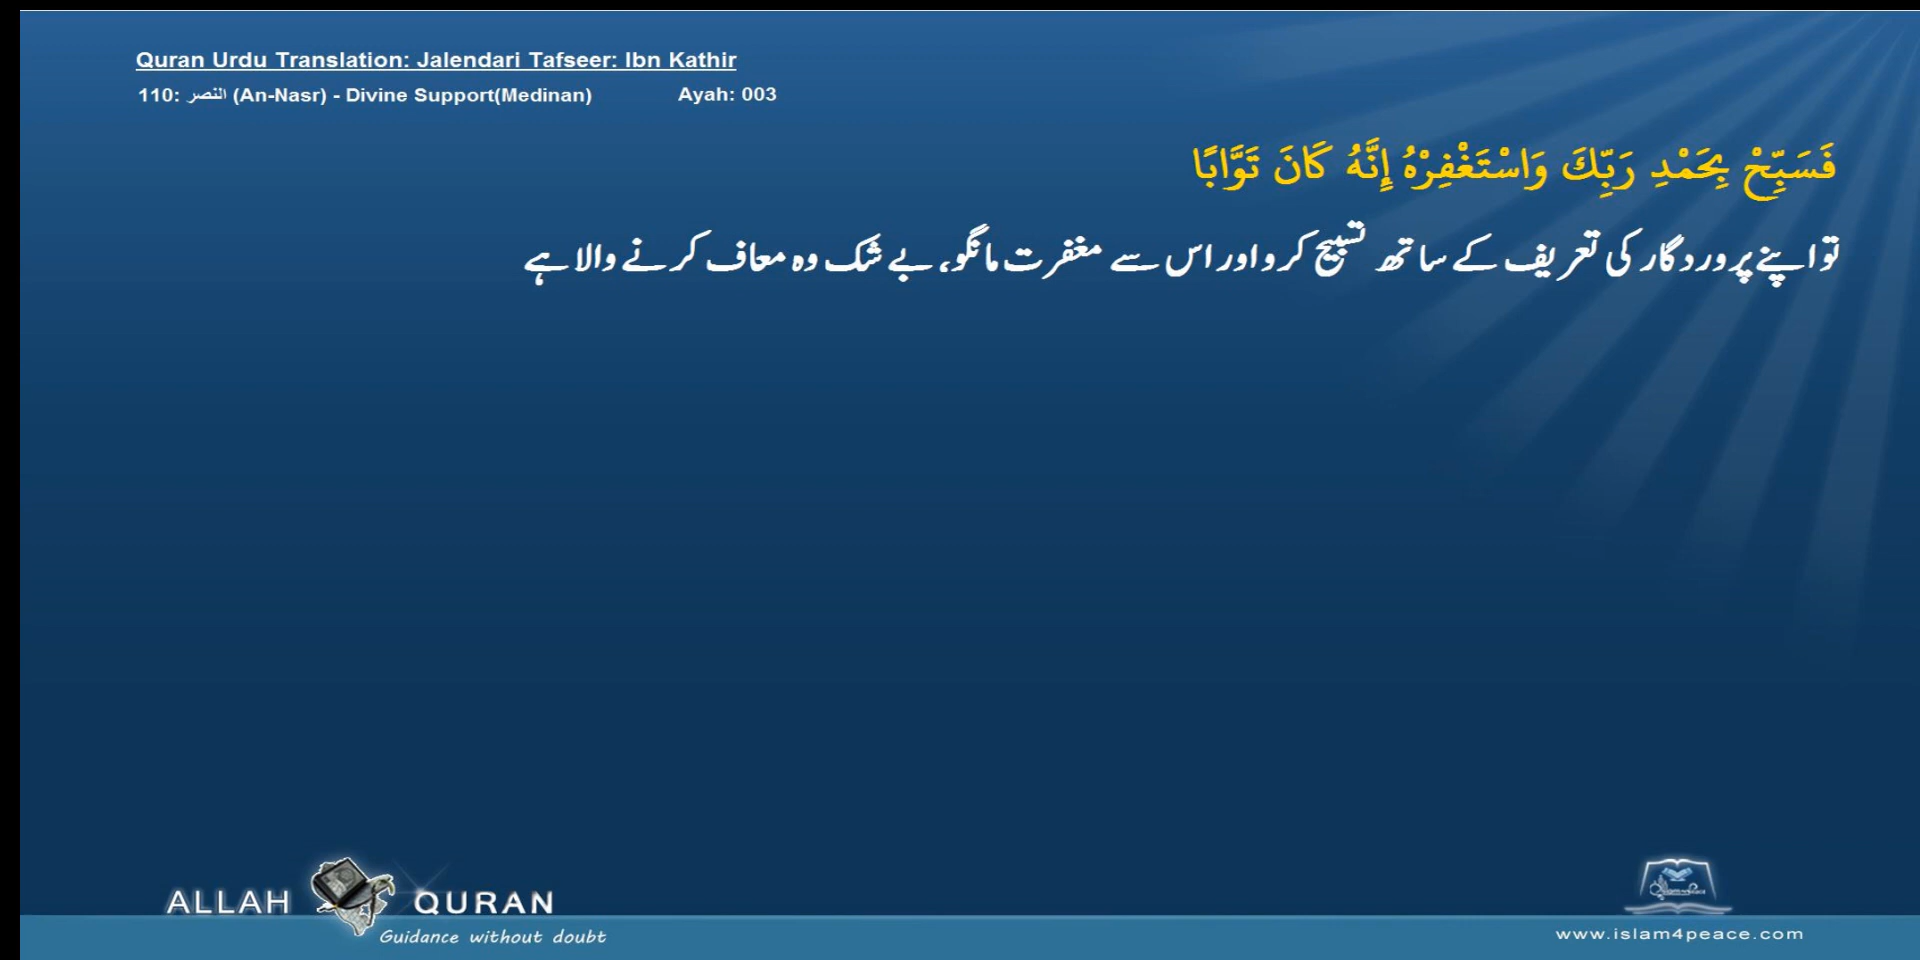 Quran Urdu Translation: Jalendari Tafseer: Ibn Kathir
110: النصر (An-Nasr) - Divine Support(Medinan) Ayah: 003
فَسَبِّحْ بِحَمْدِ رَبِّكَ وَاسْتَغْفِرْهُ إِنَّهُ كَانَ تَوَّابًا
تو اپنے پروردگار کی تعریف کے ساتھ تسبیح کرو اور اس سے مغفرت مانگو، بے شک وہ معاف کرنے والا ہے
ALLAH QURAN
Guidance without doubt
www.islam4peace.com